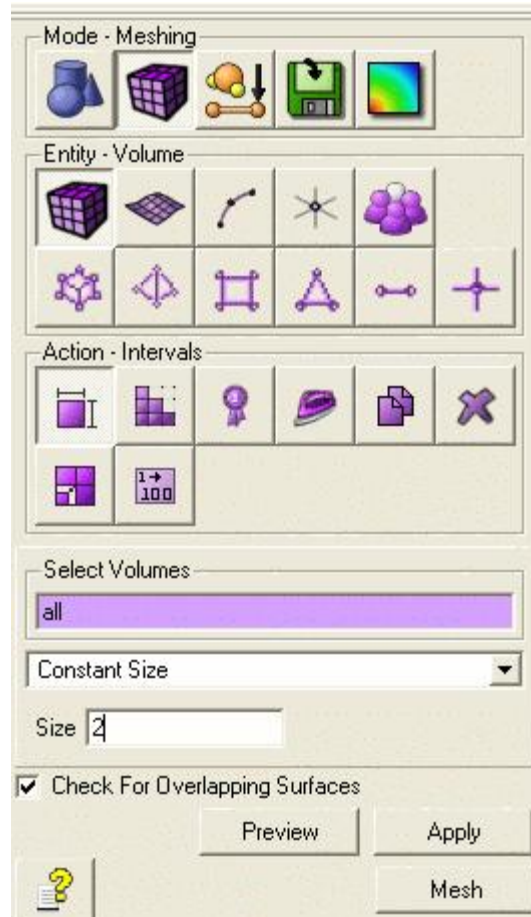 Mode - Meshing
Entity - Volume
Action - Intervals
1
1→
100
Select Volumes
all
Constant Size
Size 2
Check For Overlapping Surfaces
Preview Apply
Mesh